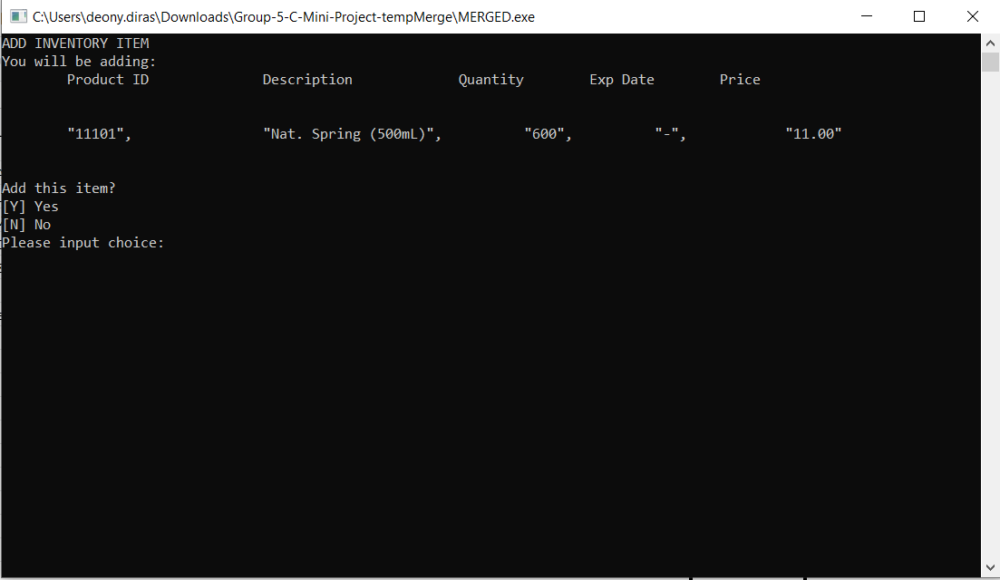 C:\Users\deony.diras\Downloads\Group-5-C-Mini-Project-tempMerge\MERGED.exe
ADD INVENTORY ITEM
You will be adding:
Product ID Description Quantity Exp Date Price
"11101", "Nat. Spring (500mL)", "600", "-", "11.00"
Add this item?
[Y] Yes
[N] No
Please input choice: